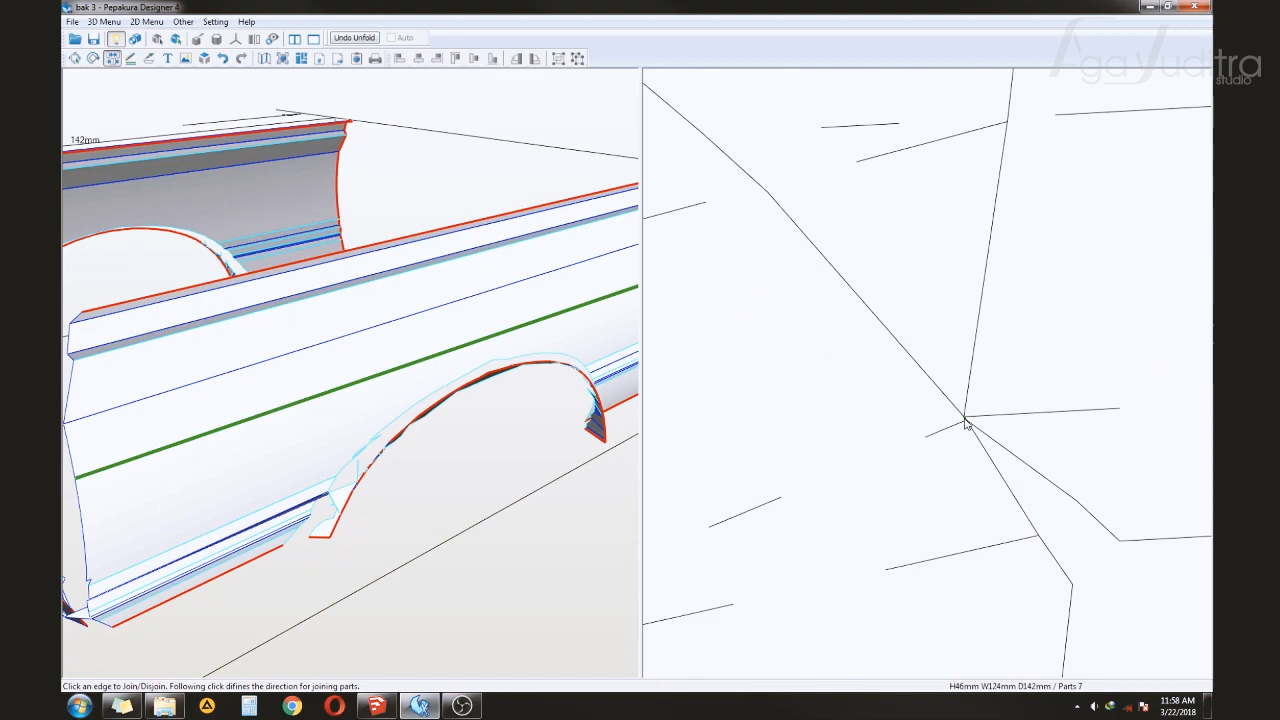 bak 3 - Pepakura Designer 4
File 3D Menu 2D Menu Other Setting Help
Undo Unfold Auto
AgaYuditra
studio
142mm
Click an edge to Join/Disjoin. Following click difines the direction for joining parts.
H46mm W124mm D142mm / Parts 7
11:58 AM
3/22/2018